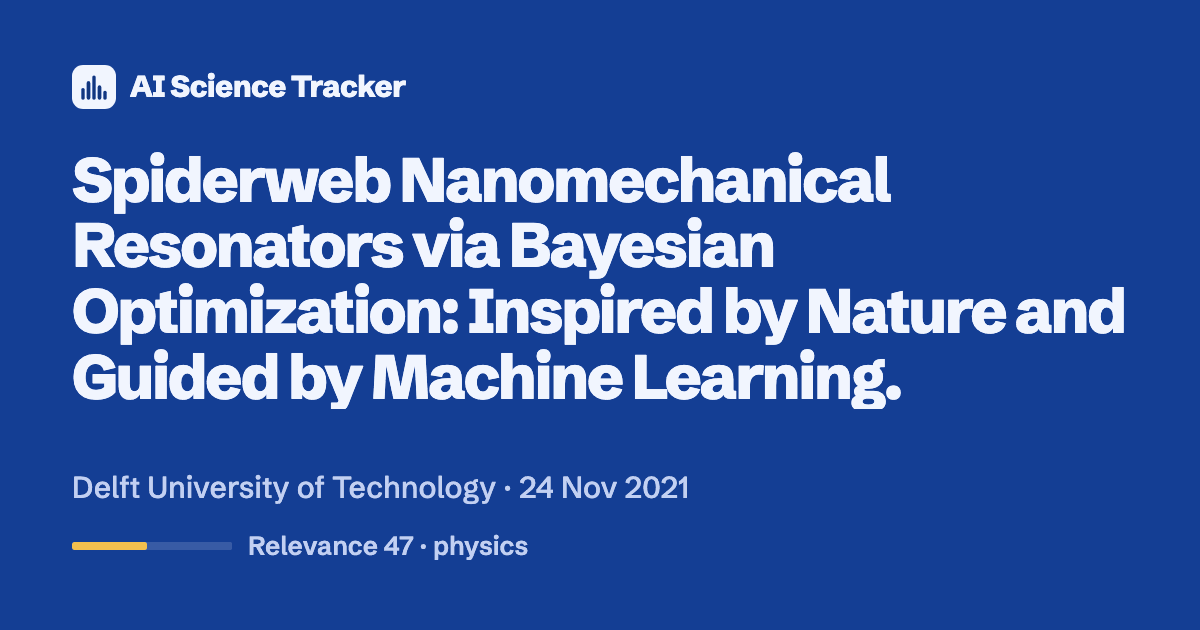 AI Science Tracker
Spiderweb Nanomechanical
Resonators via Bayesian
Optimization: Inspired by Nature and
Guided by Machine Learning.
Delft University of Technology · 24 Nov 2021
Relevance 47 · physics